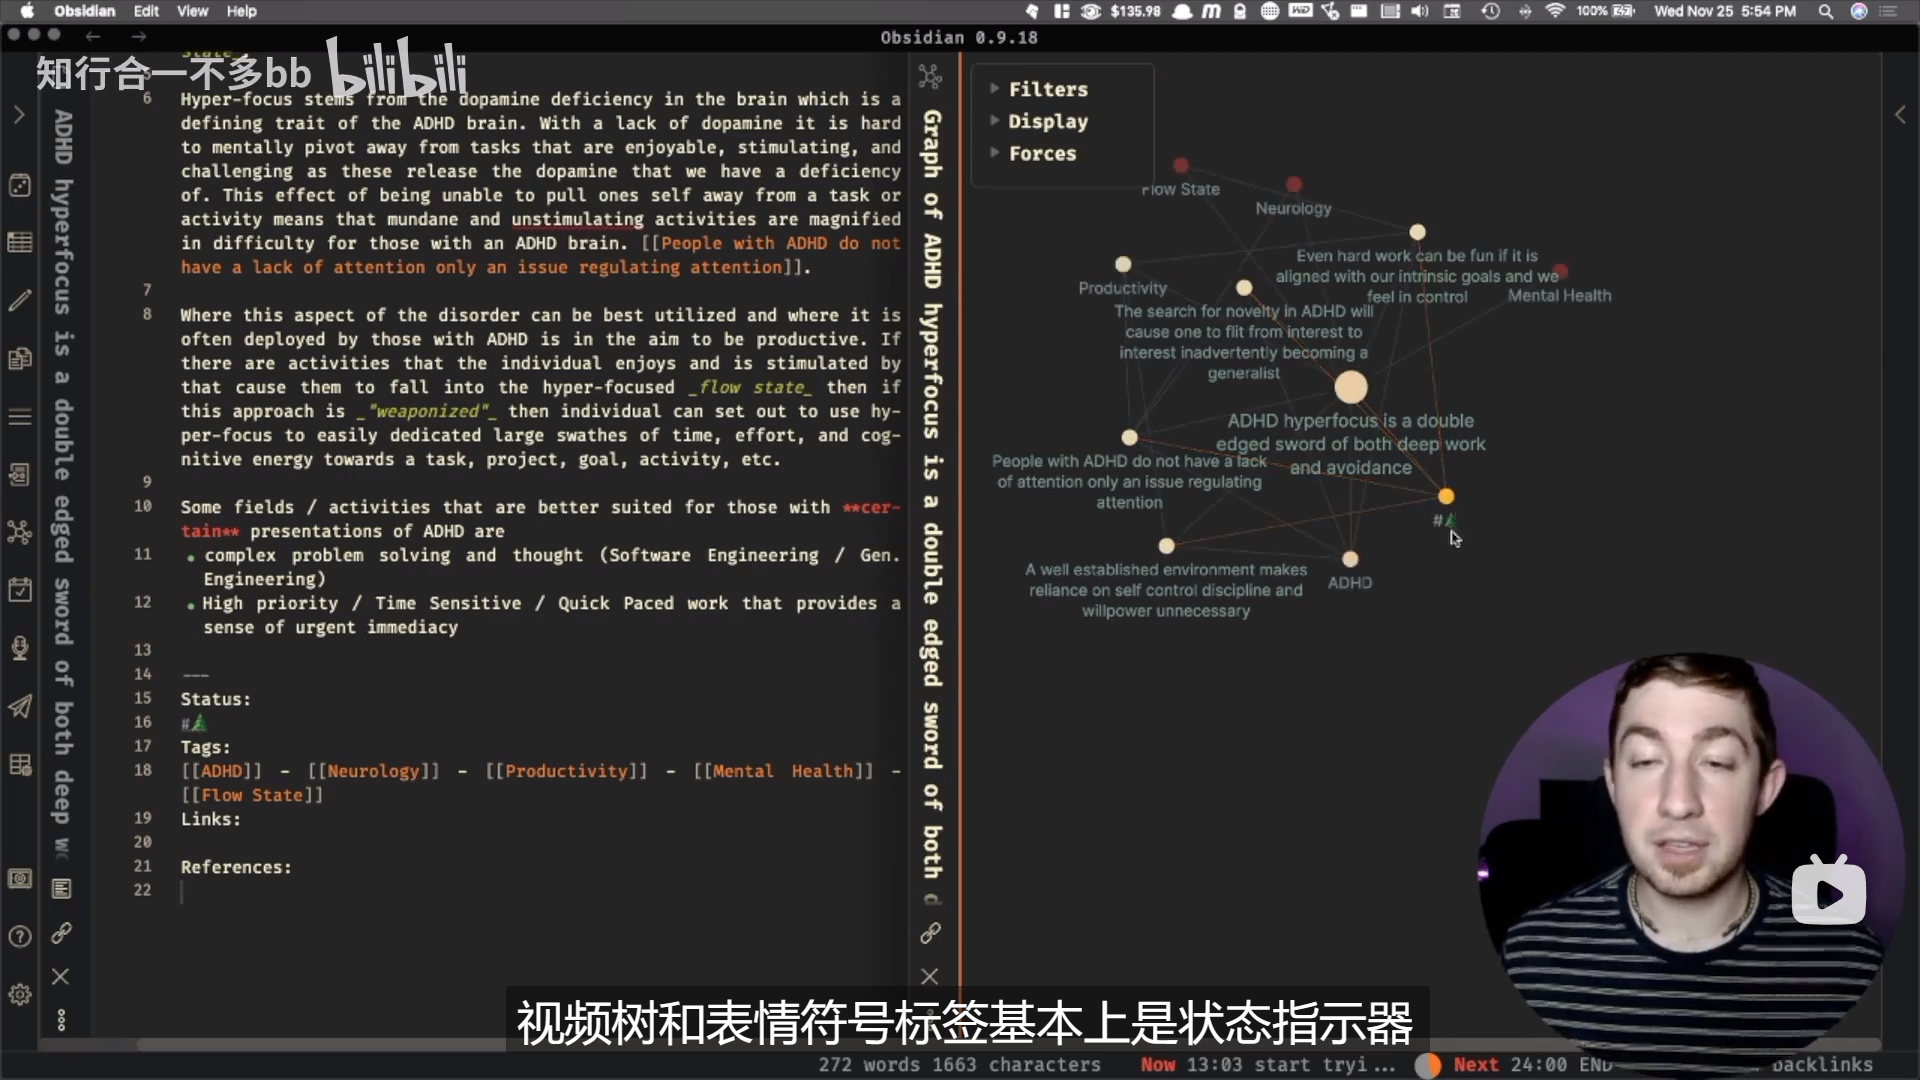 Obsidian Edit View Help
$135.98
100%
Wed Nov 25 5:54 PM
Obsidian 0.9.18
知行合一不多bb bilibili
State_
5
6 Hyper-focus stems from the dopamine deficiency in the brain which is a
defining trait of the ADHD brain. With a lack of dopamine it is hard
to mentally pivot away from tasks that are enjoyable, stimulating, and
challenging as these release the dopamine that we have a deficiency
of. This effect of being unable to pull ones self away from a task or
activity means that mundane and unstimulating activities are magnified
in difficulty for those with an ADHD brain. [[People with ADHD do not
have a lack of attention only an issue regulating attention]].
7
8 Where this aspect of the disorder can be best utilized and where it is
often deployed by those with ADHD is in the aim to be productive. If
there are activities that the individual enjoys and is stimulated by
that cause them to fall into the hyper-focused _flow state_ then if
this approach is _"weaponized"_ then individual can set out to use hy-
per-focus to easily dedicated large swathes of time, effort, and cog-
nitive energy towards a task, project, goal, activity, etc.
9
10 Some fields / activities that are better suited for those with **cer-
tain** presentations of ADHD are
11 • complex problem solving and thought (Software Engineering / Gen.
Engineering)
12 • High priority / Time Sensitive / Quick Paced work that provides a
sense of urgent immediacy
13
14 ---
15 Status:
16 #🌲
17 Tags:
18 [[ADHD]] - [[Neurology]] - [[Productivity]] - [[Mental Health]] -
[[Flow State]]
19 Links:
20
21 References:
22
ADHD hyperfocus is a double edged sword of both deep
Graph of ADHD hyperfocus is a double edged sword of both
Filters
Display
Forces
Flow State
Neurology
Even hard work can be fun if it is
aligned with our intrinsic goals and we
feel in control
Mental Health
Productivity
The search for novelty in ADHD will
cause one to flit from interest to
interest inadvertently becoming a
generalist
ADHD hyperfocus is a double
edged sword of both deep work
and avoidance
People with ADHD do not have a lack
of attention only an issue regulating
attention
#🌲
A well established environment makes
reliance on self control discipline and
willpower unnecessary
ADHD
视频树和表情符号标签基本上是状态指示器
272 words 1663 characters
Now 13:03 start tryi...
Next 24:00 END
backlinks